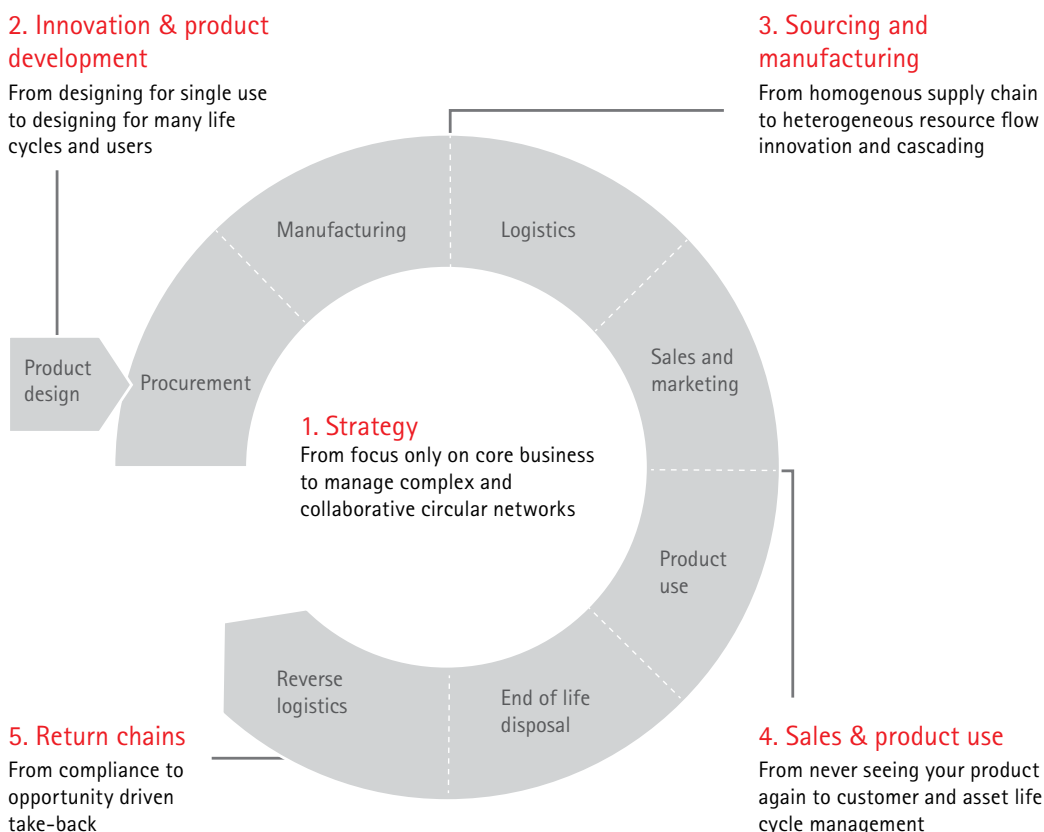 2. Innovation & product
development
From designing for single use
to designing for many life
cycles and users
3. Sourcing and
manufacturing
From homogenous supply chain
to heterogeneous resource flow
innovation and cascading
Manufacturing
Logistics
Product
design
Procurement
Sales and
marketing
1. Strategy
From focus only on core business
to manage complex and
collaborative circular networks
Product
use
Reverse
logistics
End of life
disposal
5. Return chains
From compliance to
opportunity driven
take-back
4. Sales & product use
From never seeing your product
again to customer and asset life
cycle management